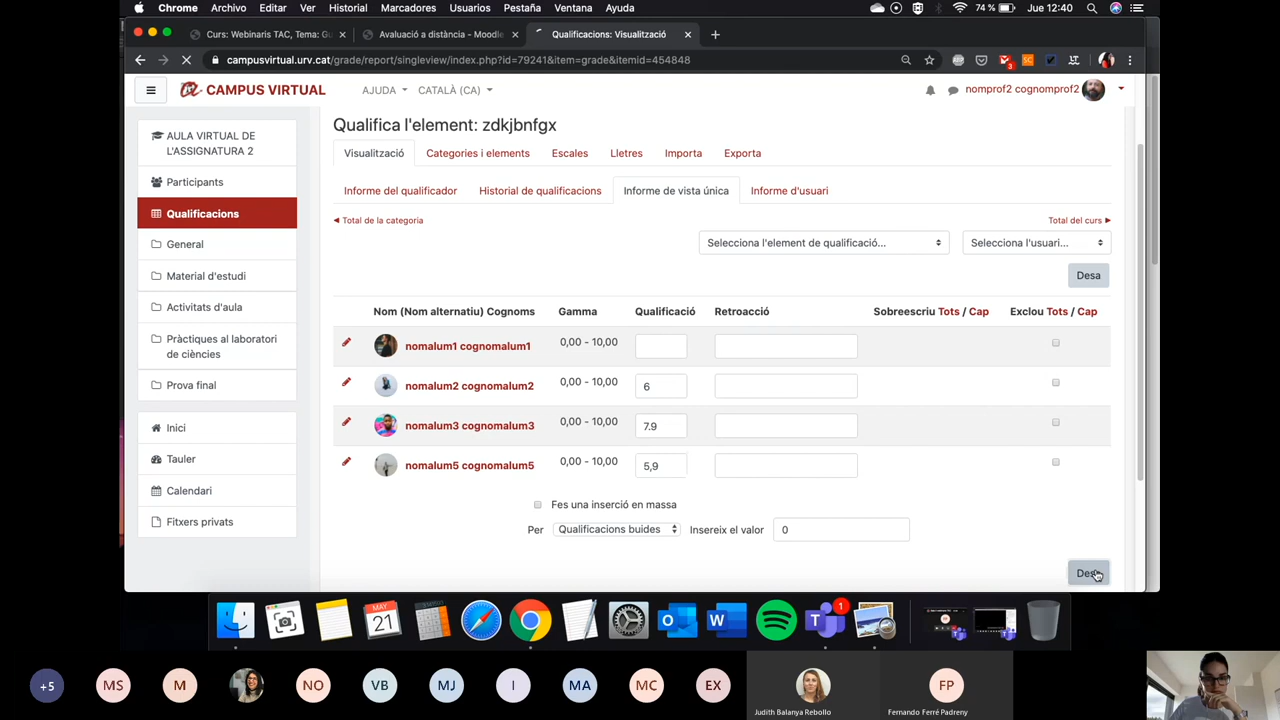 Chrome Arxiu Editar Ver Historial Marcadores Usuarios Pestaña Ventana Ayuda 74 % Jue 12:40
Curs: Webinaris TAC, Tema: Gu
Avaluació a distància - Moodle
Qualificacions: Visualització
campusvirtual.urv.cat/grade/report/singleview/index.php?id=79241&item=grade&itemid=454848
3
CAMPUS VIRTUAL AJUDA CATALÀ (CA) nomprof2 cognomprof2
AULA VIRTUAL DE
L'ASSIGNATURA 2
Participants
Qualificacions
General
Material d'estudi
Activitats d'aula
Pràctiques al laboratori
de ciències
Prova final
Inici
Tauler
Calendari
Fitxers privats
Qualifica l'element: zdkjbnfgx
Visualització Categories i elements Escales Lletres Importa Exporta
Informe del qualificador Historial de qualificacions Informe de vista única Informe d'usuari
◀ Total de la categoria Total del curs ▶
Selecciona l'element de qualificació... Selecciona l'usuari...
Desa
Nom (Nom alternatiu) Cognoms Gamma Qualificació Retroacció Sobreescriu Tots / Cap Exclou Tots / Cap
nomalum1 cognomalum1 0,00 - 10,00
nomalum2 cognomalum2 0,00 - 10,00 6
nomalum3 cognomalum3 0,00 - 10,00 7.9
nomalum5 cognomalum5 0,00 - 10,00 5,9
Fes una inserció en massa
Per Qualificacions buides Insereix el valor 0
Desa
MAY
21
1
+5 MS M NO VB MJ I MA MC EX FP
Judith Balanya Rebollo
Fernando Ferré Padreny